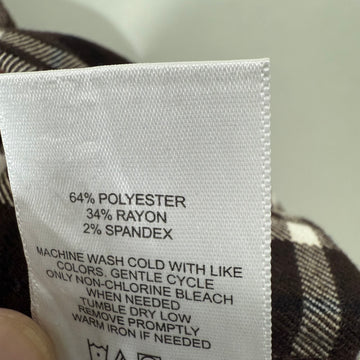 64% POLYESTER
34% RAYON
2% SPANDEX
MACHINE WASH COLD WITH LIKE
COLORS. GENTLE CYCLE
ONLY NON-CHLORINE BLEACH
WHEN NEEDED
TUMBLE DRY LOW
REMOVE PROMPTLY
WARM IRON IF NEEDED